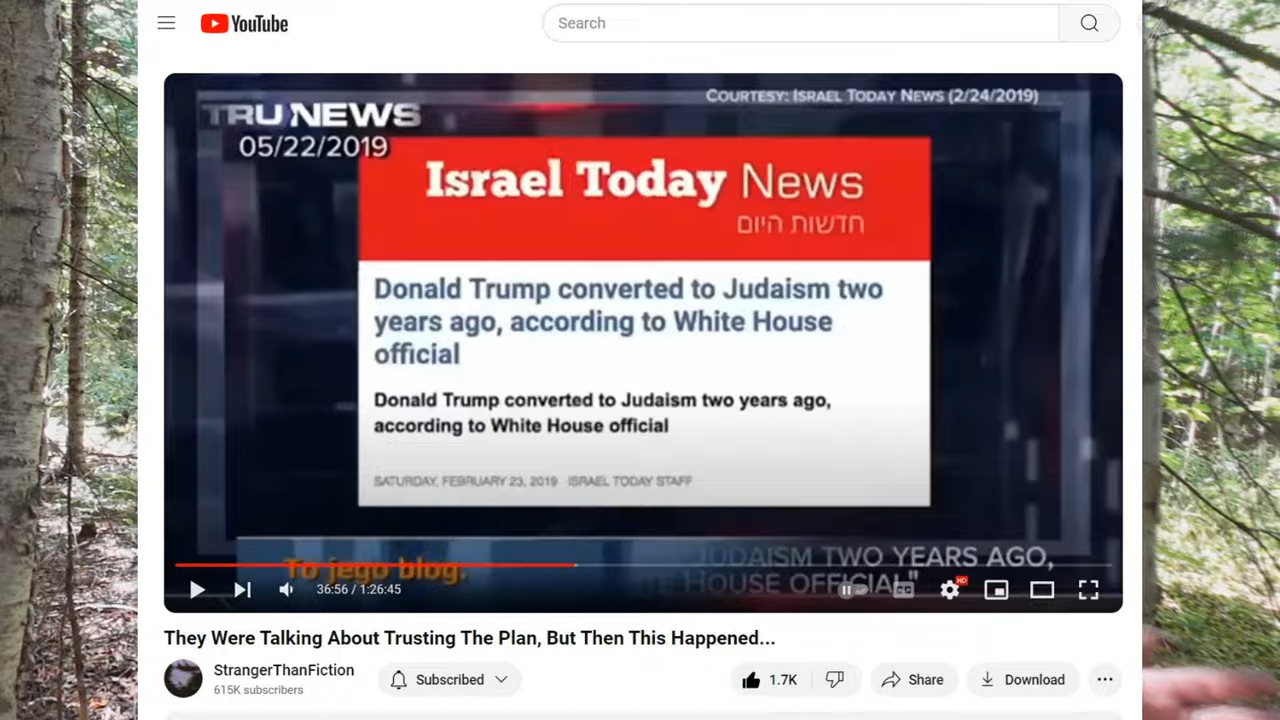 YouTube
Search
TRUNEWS
05/22/2019
COURTESY: ISRAEL TODAY NEWS (2/24/2019)
Israel Today News
חדשות היום
Donald Trump converted to Judaism two
years ago, according to White House
official
Donald Trump converted to Judaism two years ago,
according to White House official
SATURDAY, FEBRUARY 23, 2019 ISRAEL TODAY STAFF
To jego blog.
JUDAISM TWO YEARS AGO,
HOUSE OFFICIAL"
36:56 / 1:26:45
CC
HD
They Were Talking About Trusting The Plan, But Then This Happened...
StrangerThanFiction
615K subscribers
Subscribed
1.7K
Share
Download